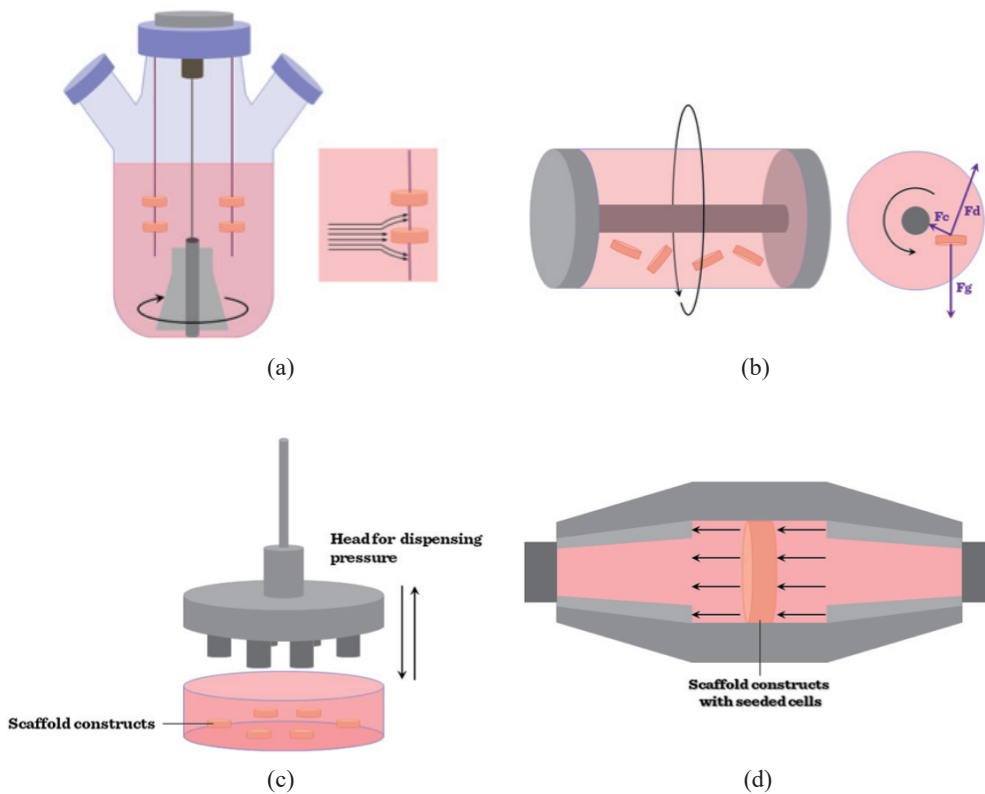 Fc
Fd
Fg
(a)
(b)
Head for dispensing
pressure
Scaffold constructs
Scaffold constructs
with seeded cells
(c)
(d)